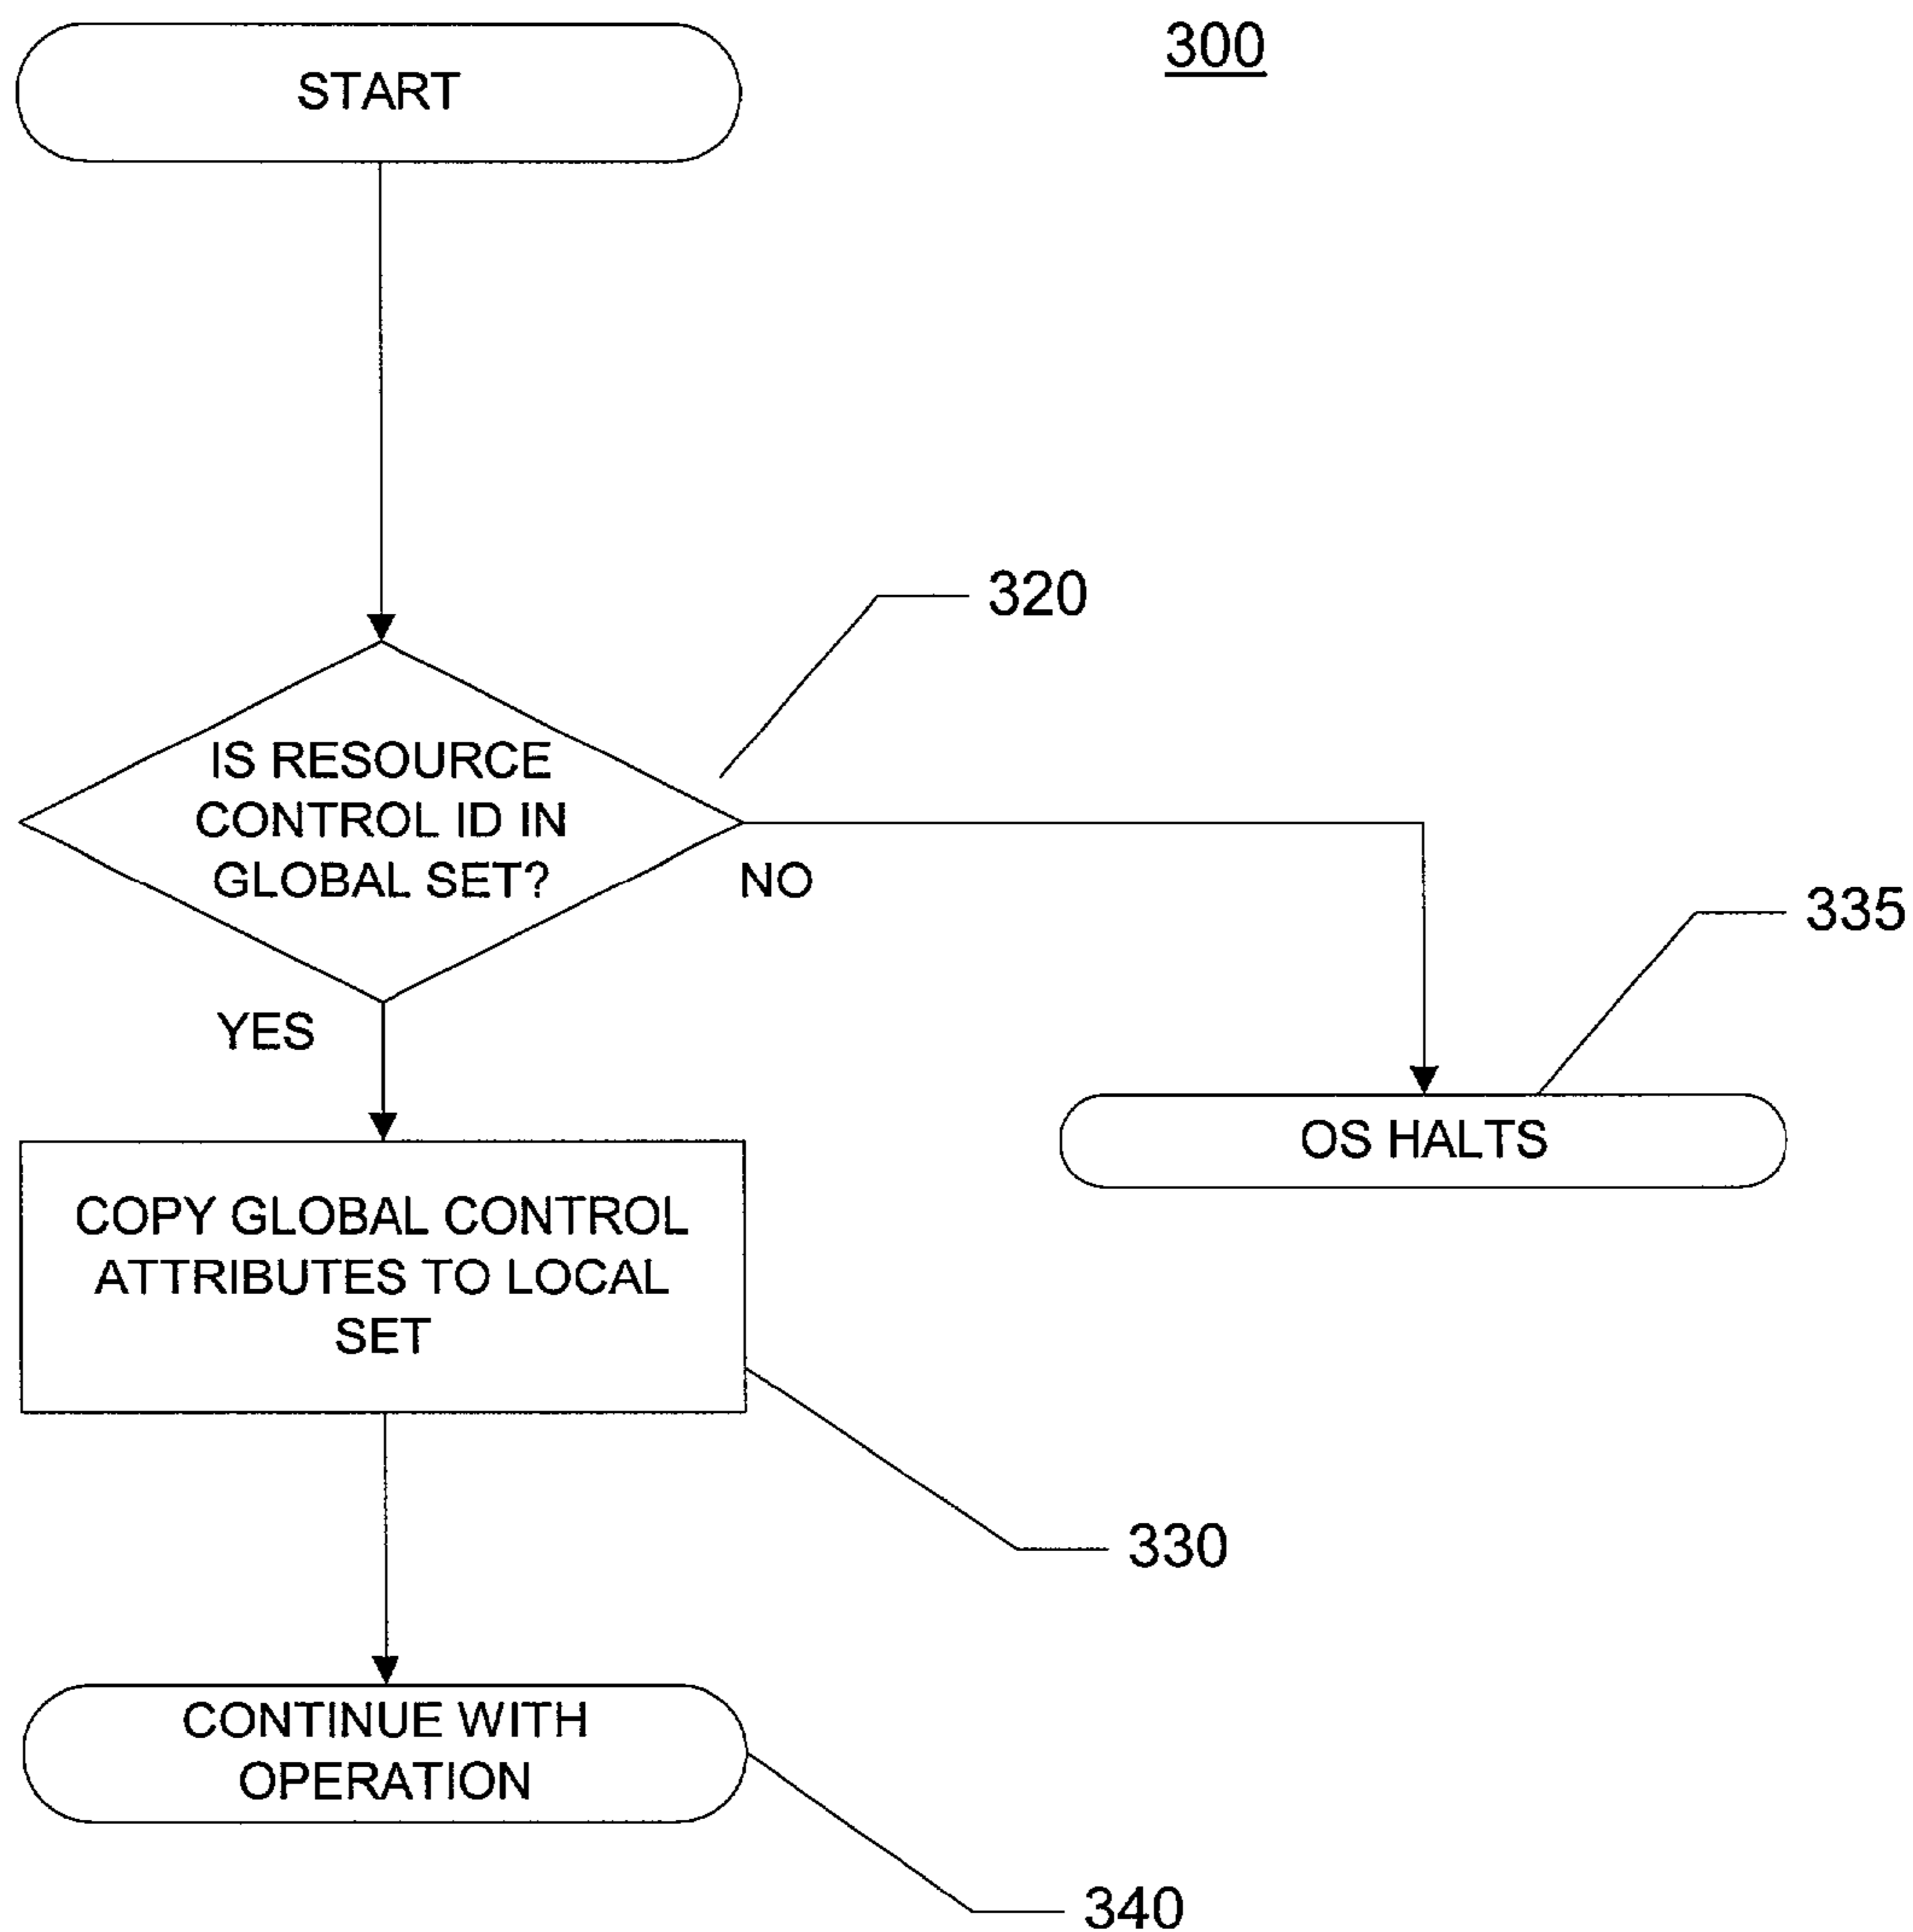 START
300
320
IS RESOURCE
CONTROL ID IN
GLOBAL SET?
NO
335
YES
OS HALTS
COPY GLOBAL CONTROL
ATTRIBUTES TO LOCAL
SET
330
CONTINUE WITH
OPERATION
340